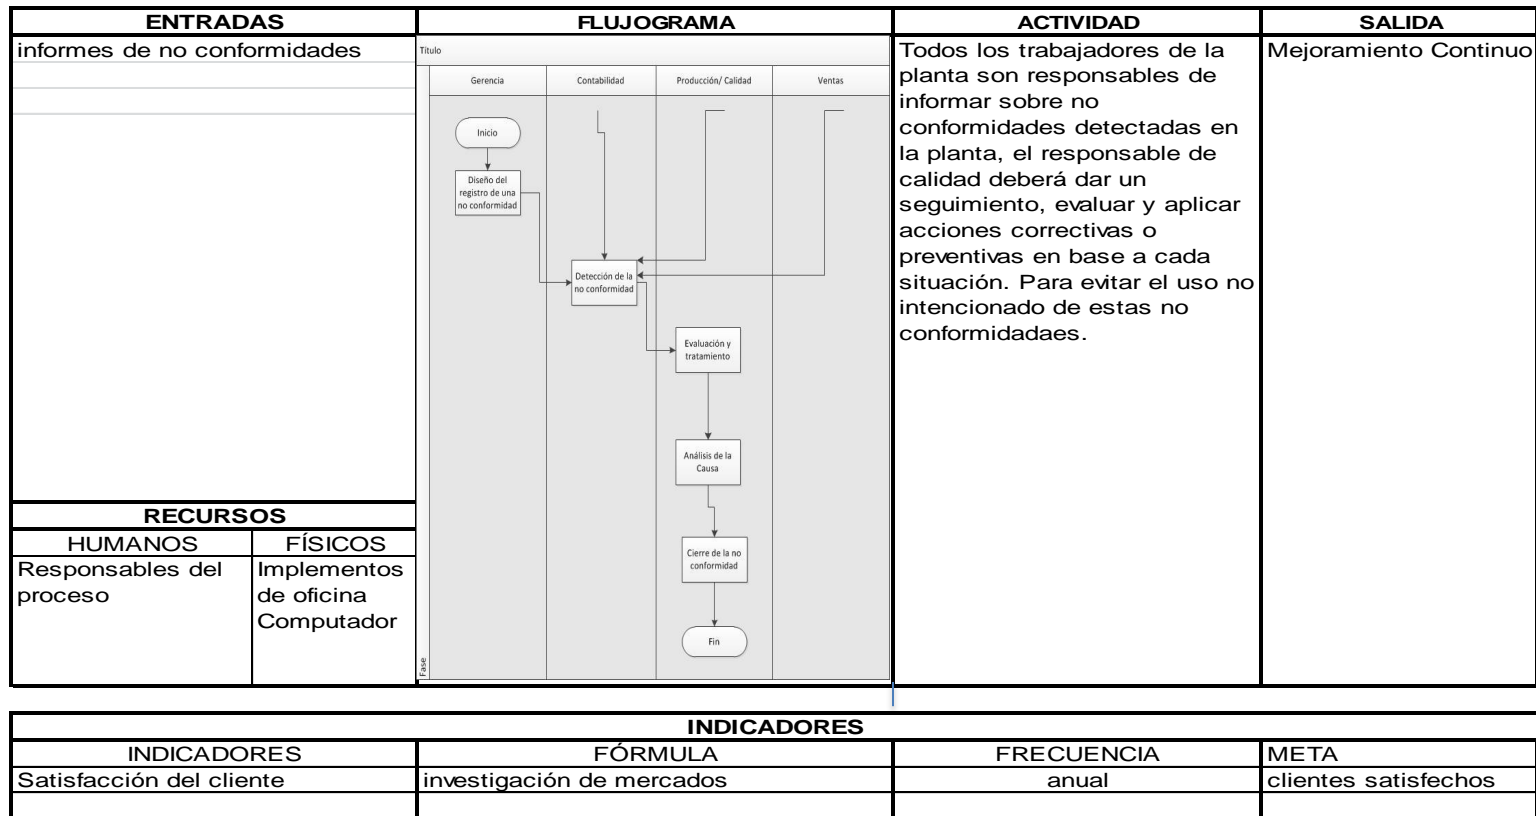 ENTRADAS
FLUJOGRAMA
ACTIVIDAD
SALIDA
informes de no conformidades
Título
Gerencia
Contabilidad
Producción/ Calidad
Ventas
Inicio
Diseño del
registro de una
no conformidad
Detección de la
no conformidad
Evaluación y
tratamiento
Análisis de la
Causa
Cierre de la no
conformidad
Fin
Fase
Todos los trabajadores de la
planta son responsables de
informar sobre no
conformidades detectadas en
la planta, el responsable de
calidad deberá dar un
seguimiento, evaluar y aplicar
acciones correctivas o
preventivas en base a cada
situación. Para evitar el uso no
intencionado de estas no
conformidadaes.
Mejoramiento Continuo
RECURSOS
HUMANOS
FÍSICOS
Responsables del
proceso
Implementos
de oficina
Computador
INDICADORES
INDICADORES
FÓRMULA
FRECUENCIA
META
Satisfacción del cliente
investigación de mercados
anual
clientes satisfechos